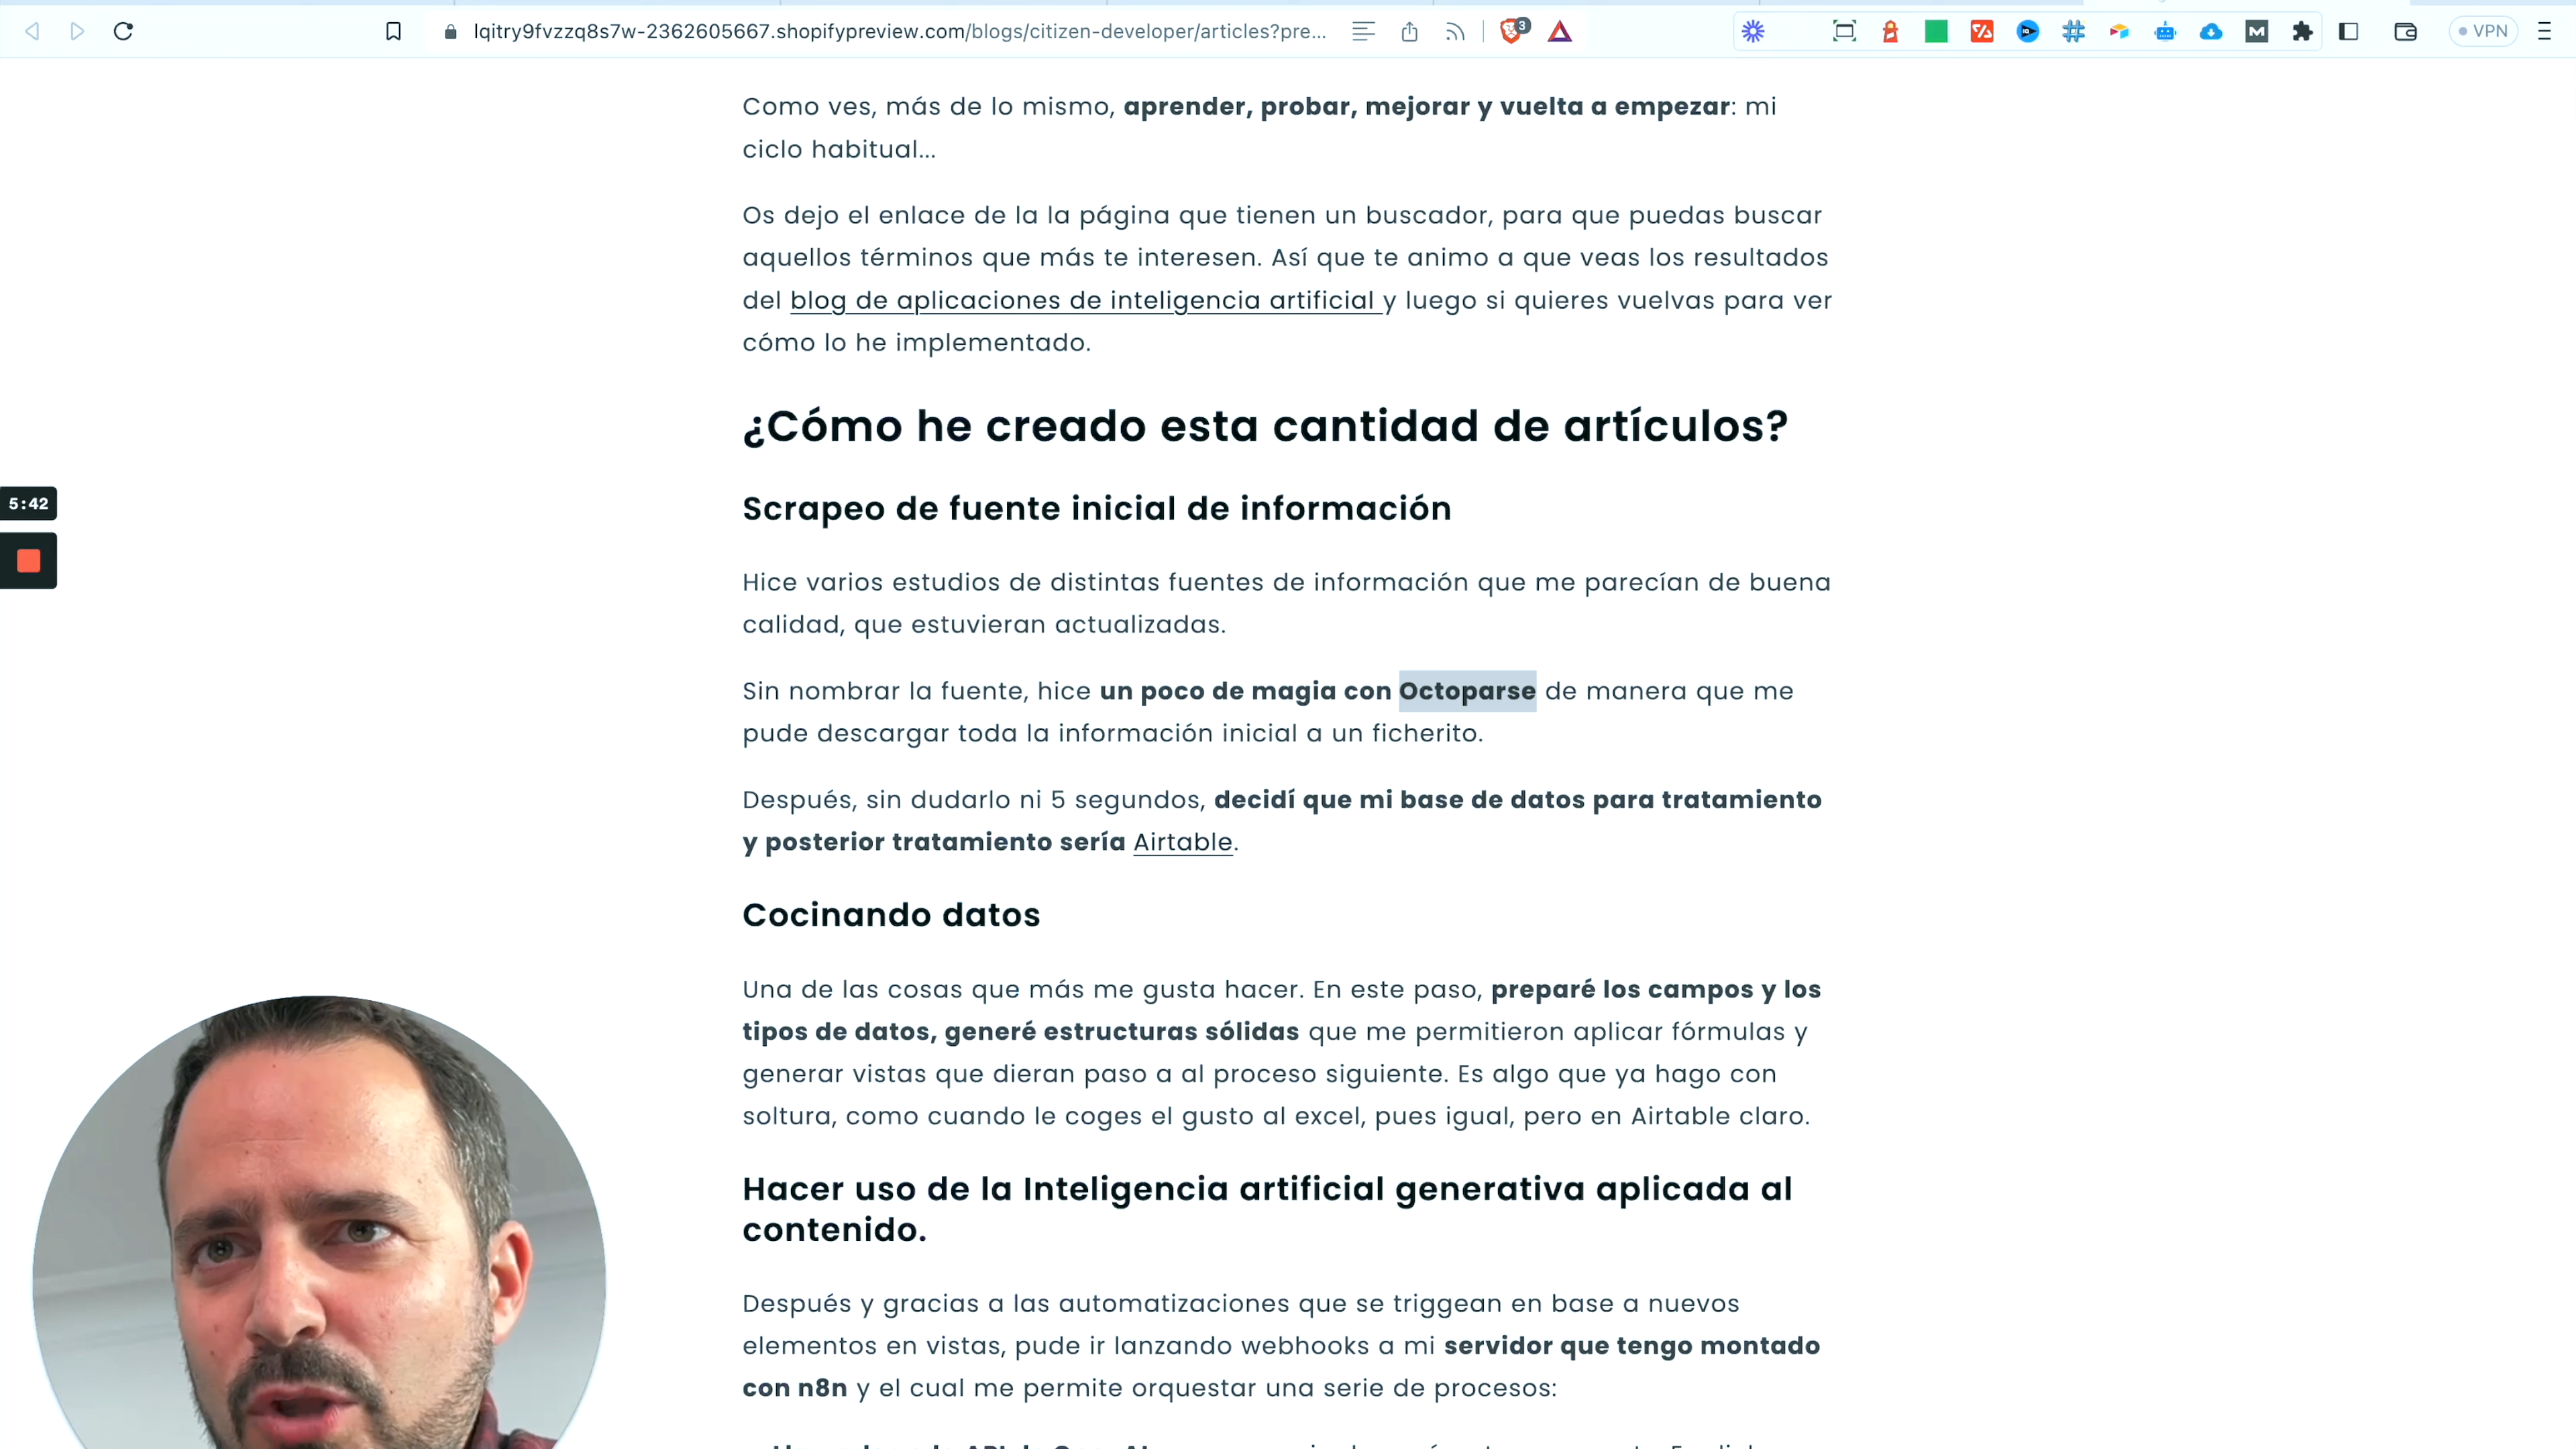 lqitry9fvzzq8s7w-2362605667.shopifypreview.com/blogs/citizen-developer/articles?pre...
3
VPN
Como ves, más de lo mismo, aprender, probar, mejorar y vuelta a empezar: mi
ciclo habitual...
Os dejo el enlace de la la página que tienen un buscador, para que puedas buscar
aquellos términos que más te interesen. Así que te animo a que veas los resultados
del blog de aplicaciones de inteligencia artificial y luego si quieres vuelvas para ver
cómo lo he implementado.
¿Cómo he creado esta cantidad de artículos?
5:42
Scrapeo de fuente inicial de información
Hice varios estudios de distintas fuentes de información que me parecían de buena
calidad, que estuvieran actualizadas.
Sin nombrar la fuente, hice un poco de magia con Octoparse de manera que me
pude descargar toda la información inicial a un ficherito.
Después, sin dudarlo ni 5 segundos, decidí que mi base de datos para tratamiento
y posterior tratamiento sería Airtable.
Cocinando datos
Una de las cosas que más me gusta hacer. En este paso, preparé los campos y los
tipos de datos, generé estructuras sólidas que me permitieron aplicar fórmulas y
generar vistas que dieran paso a al proceso siguiente. Es algo que ya hago con
soltura, como cuando le coges el gusto al excel, pues igual, pero en Airtable claro.
Hacer uso de la Inteligencia artificial generativa aplicada al
contenido.
Después y gracias a las automatizaciones que se triggean en base a nuevos
elementos en vistas, pude ir lanzando webhooks a mi servidor que tengo montado
con n8n y el cual me permite orquestar una serie de procesos: